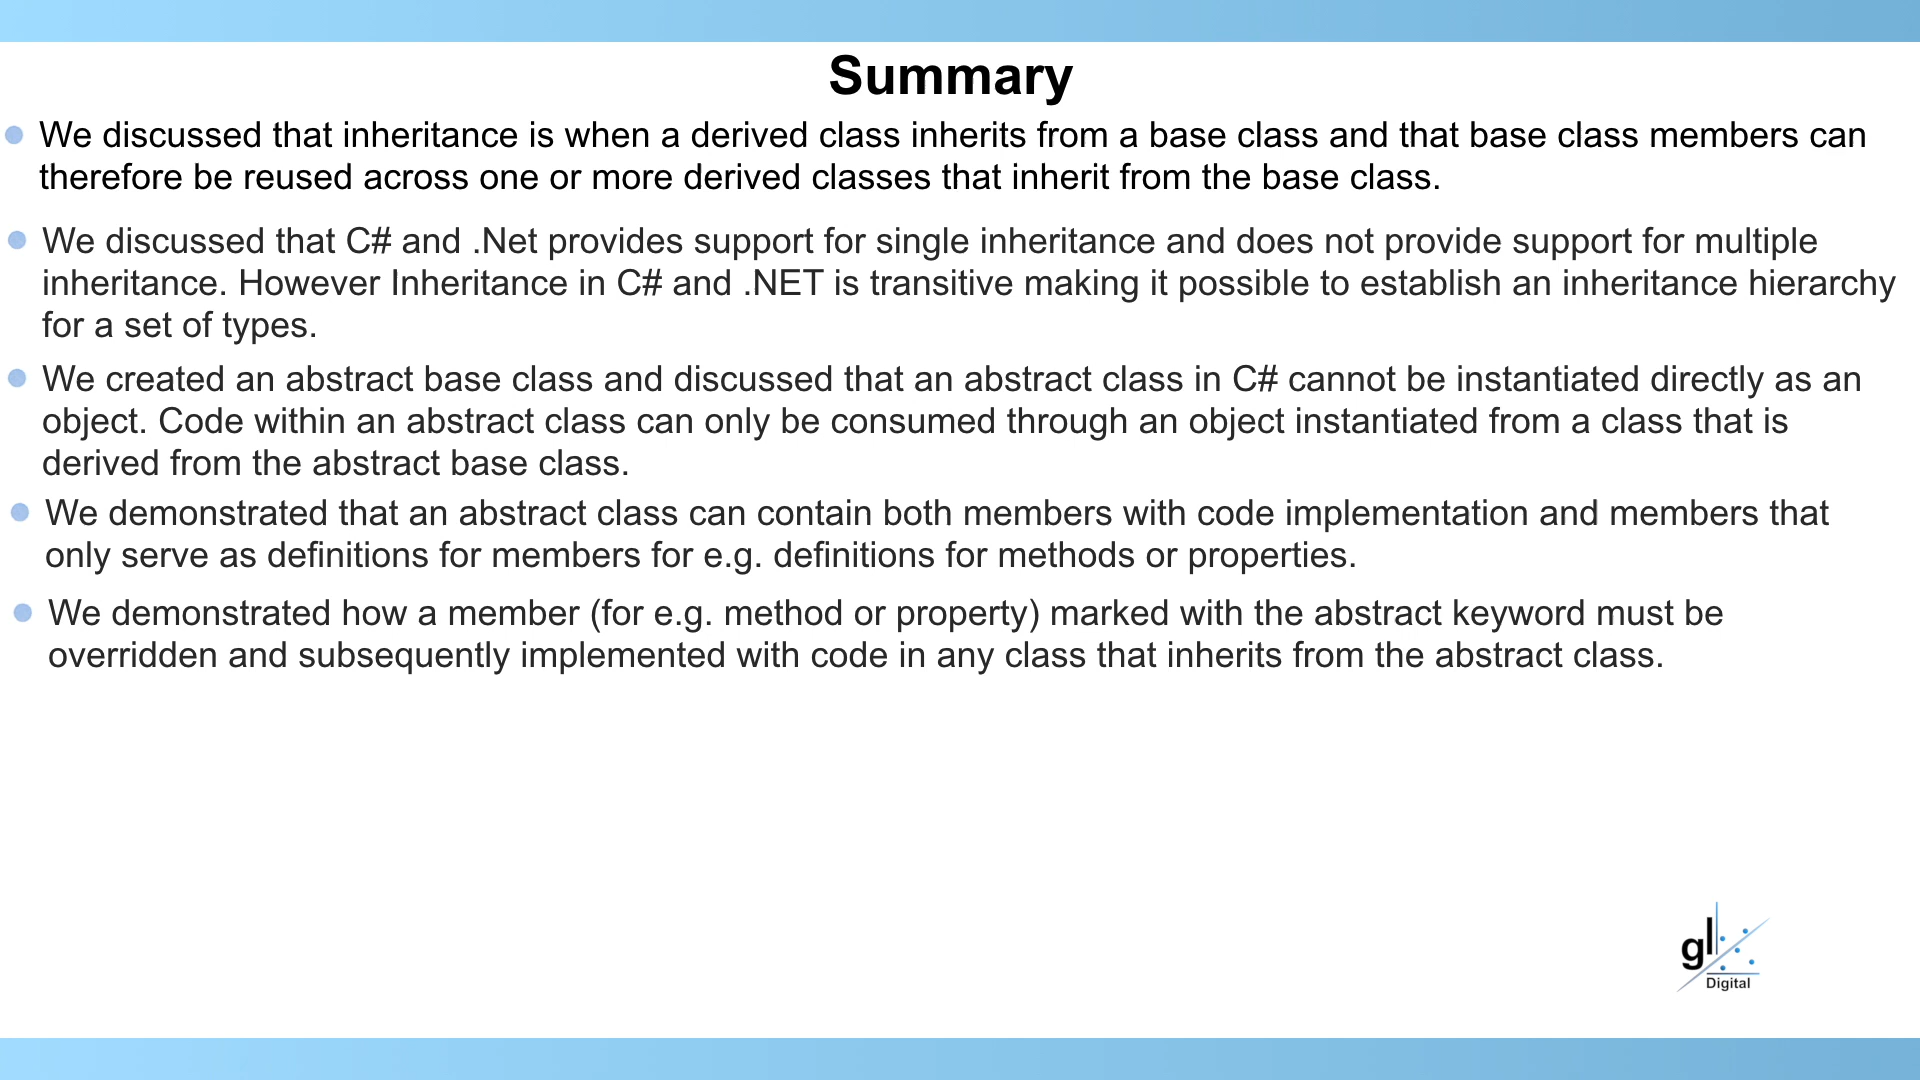 Summary
We discussed that inheritance is when a derived class inherits from a base class and that base class members can
therefore be reused across one or more derived classes that inherit from the base class.
We discussed that C# and .Net provides support for single inheritance and does not provide support for multiple
inheritance. However Inheritance in C# and .NET is transitive making it possible to establish an inheritance hierarchy
for a set of types.
We created an abstract base class and discussed that an abstract class in C# cannot be instantiated directly as an
object. Code within an abstract class can only be consumed through an object instantiated from a class that is
derived from the abstract base class.
We demonstrated that an abstract class can contain both members with code implementation and members that
only serve as definitions for members for e.g. definitions for methods or properties.
We demonstrated how a member (for e.g. method or property) marked with the abstract keyword must be
overridden and subsequently implemented with code in any class that inherits from the abstract class.
gl
Digital